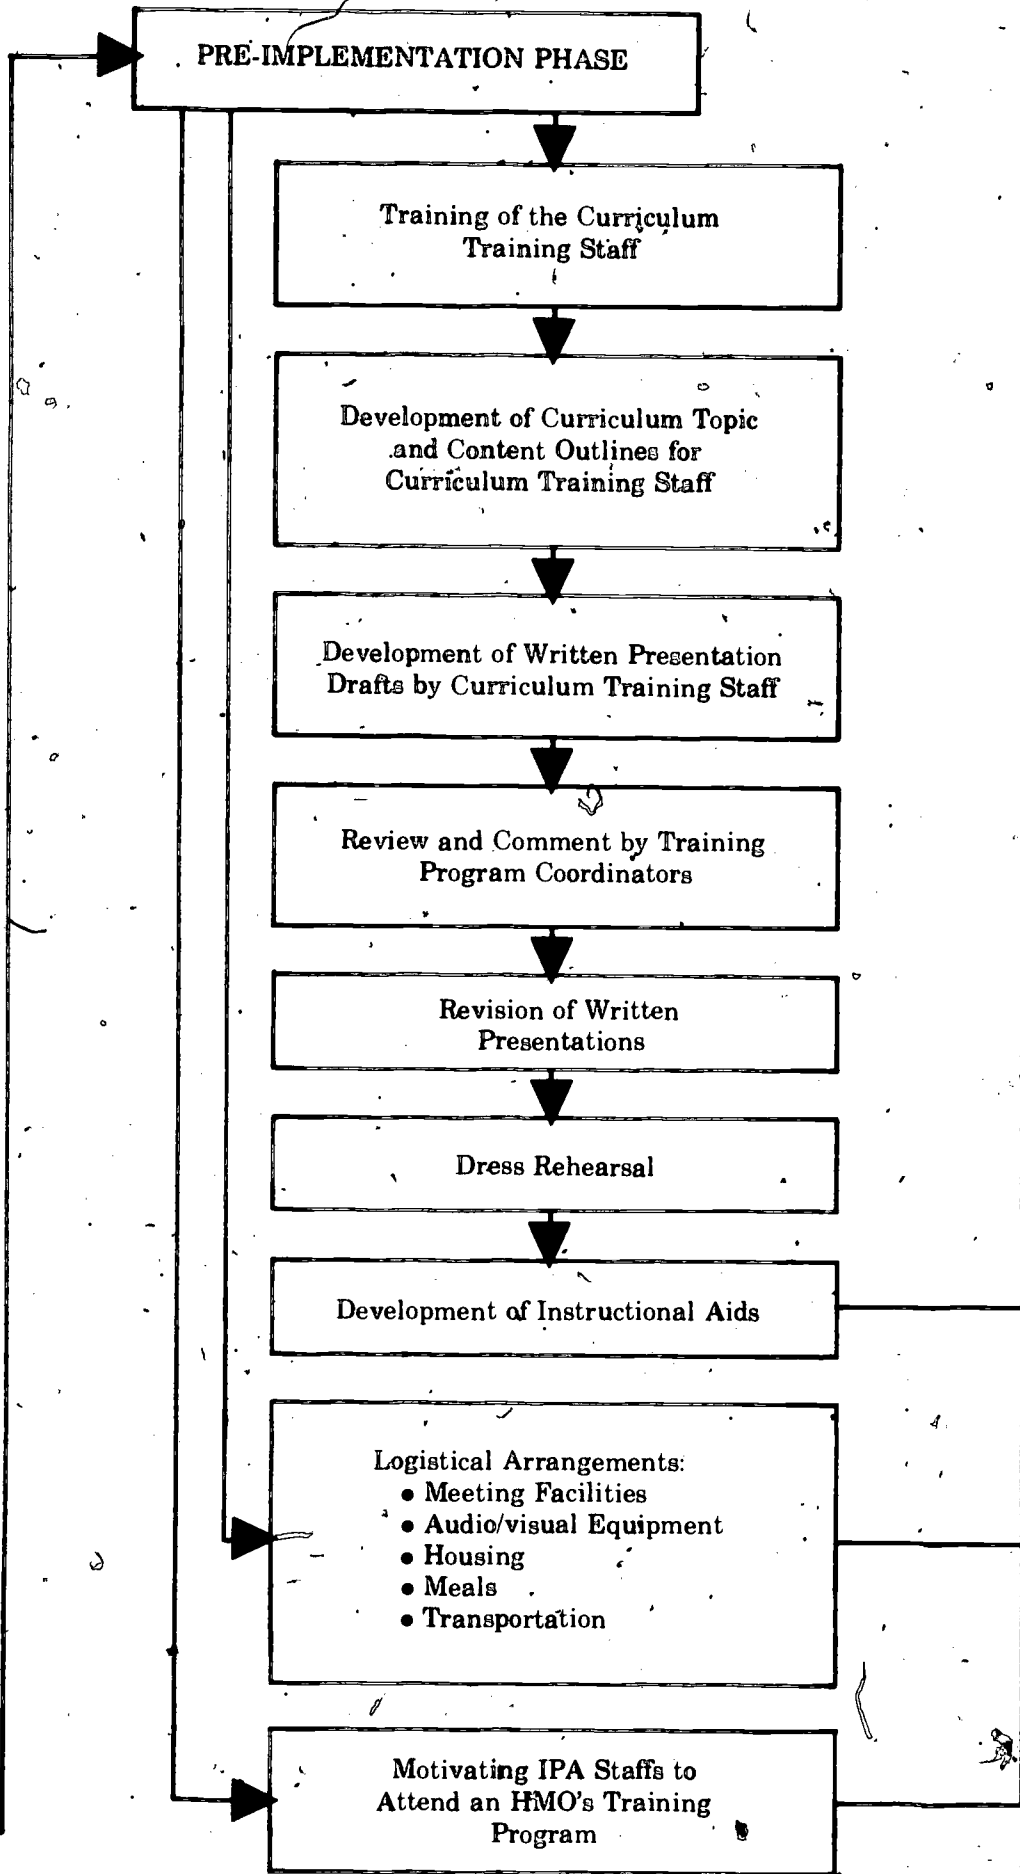 PRE-IMPLEMENTATION PHASE
Training of the Curriculum
Training Staff
Development of Curriculum Topic
and Content Outlines for
Curriculum Training Staff
Development of Written Presentation
Drafts by Curriculum Training Staff
Review and Comment by Training
Program Coordinators
Revision of Written
Presentations
Dress Rehearsal
Development of Instructional Aids
Logistical Arrangements:
● Meeting Facilities
● Audio/visual Equipment
● Housing
● Meals
● Transportation
Motivating IPA Staffs to
Attend an HMO's Training
Program